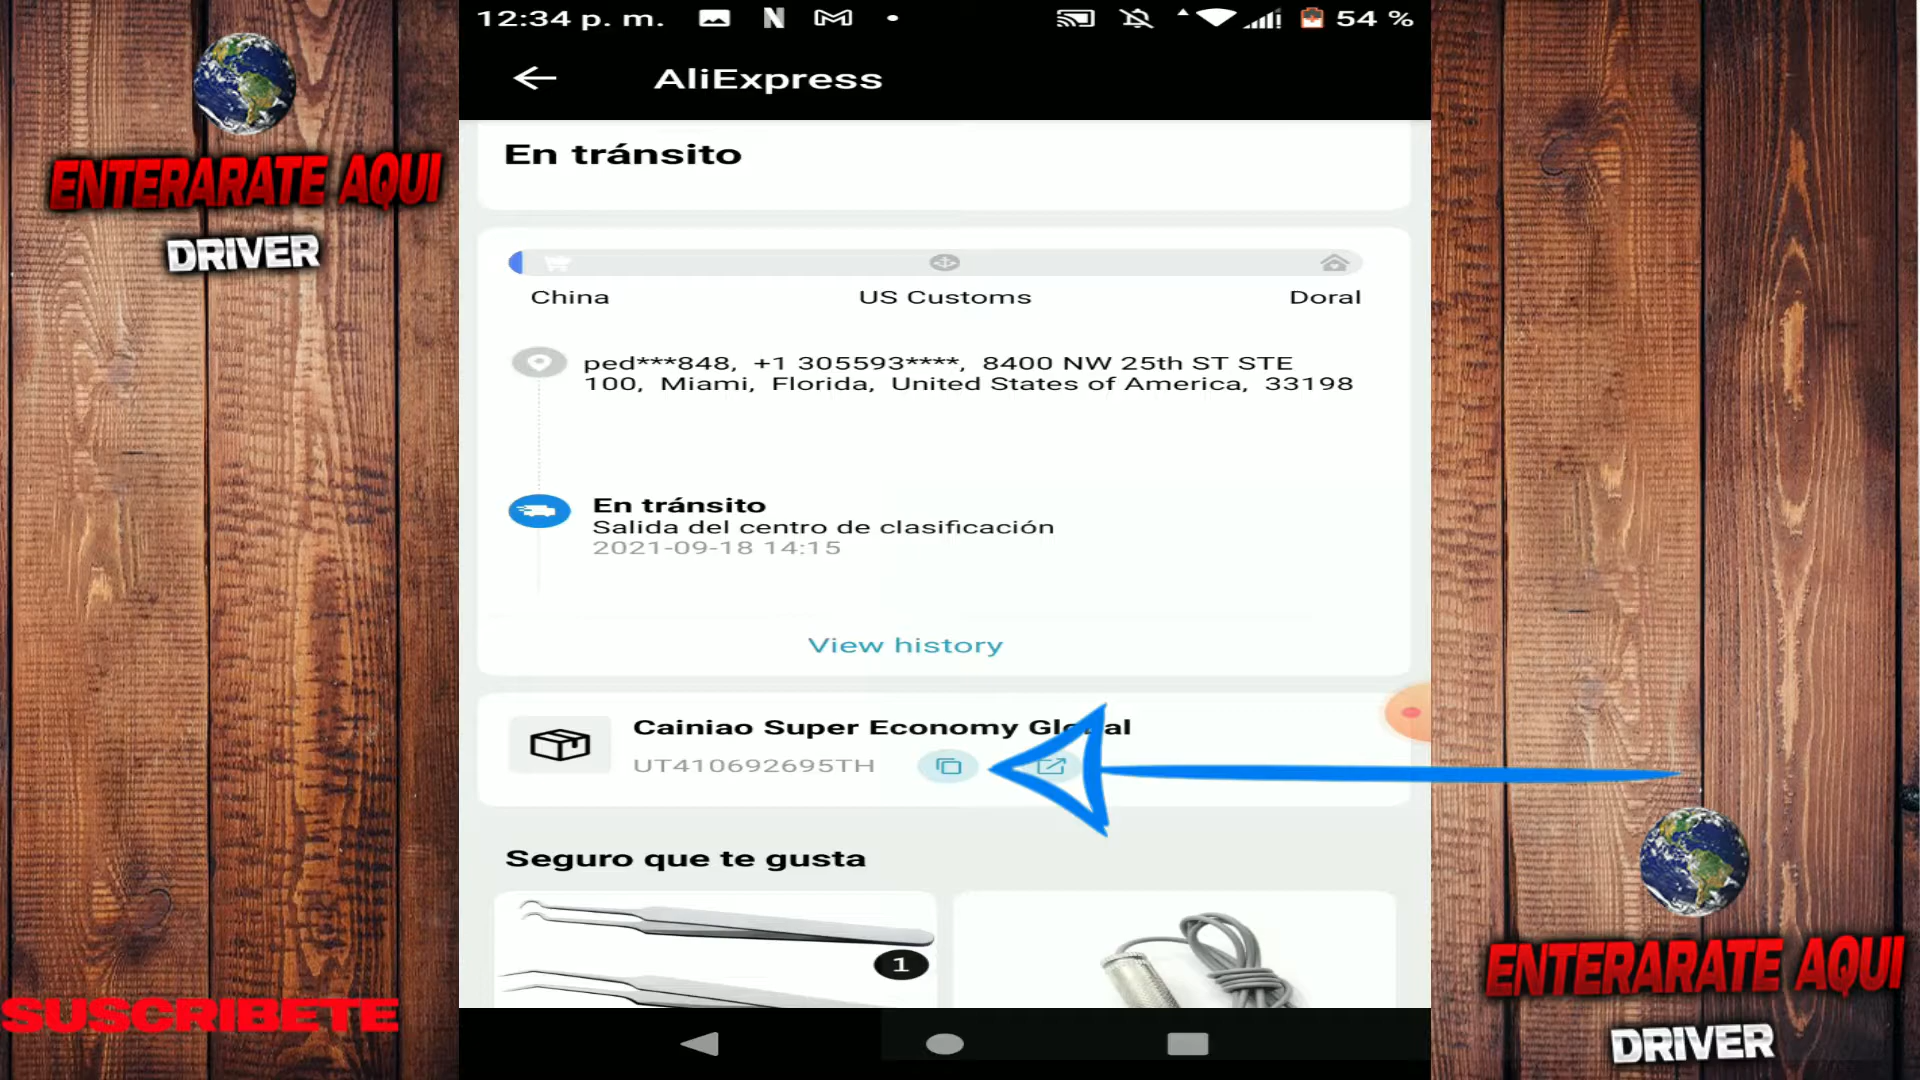 12:34 p. m.
54 %
AliExpress
ENTERARATE AQUI
DRIVER
En tránsito
China
US Customs
Doral
ped***848, +1 305593****, 8400 NW 25th ST STE
100, Miami, Florida, United States of America, 33198
En tránsito
Salida del centro de clasificación
2021-09-18 14:15
View history
Cainiao Super Economy Global
UT410692695TH
Seguro que te gusta
1
SUSCRIBETE
ENTERARATE AQUI
DRIVER